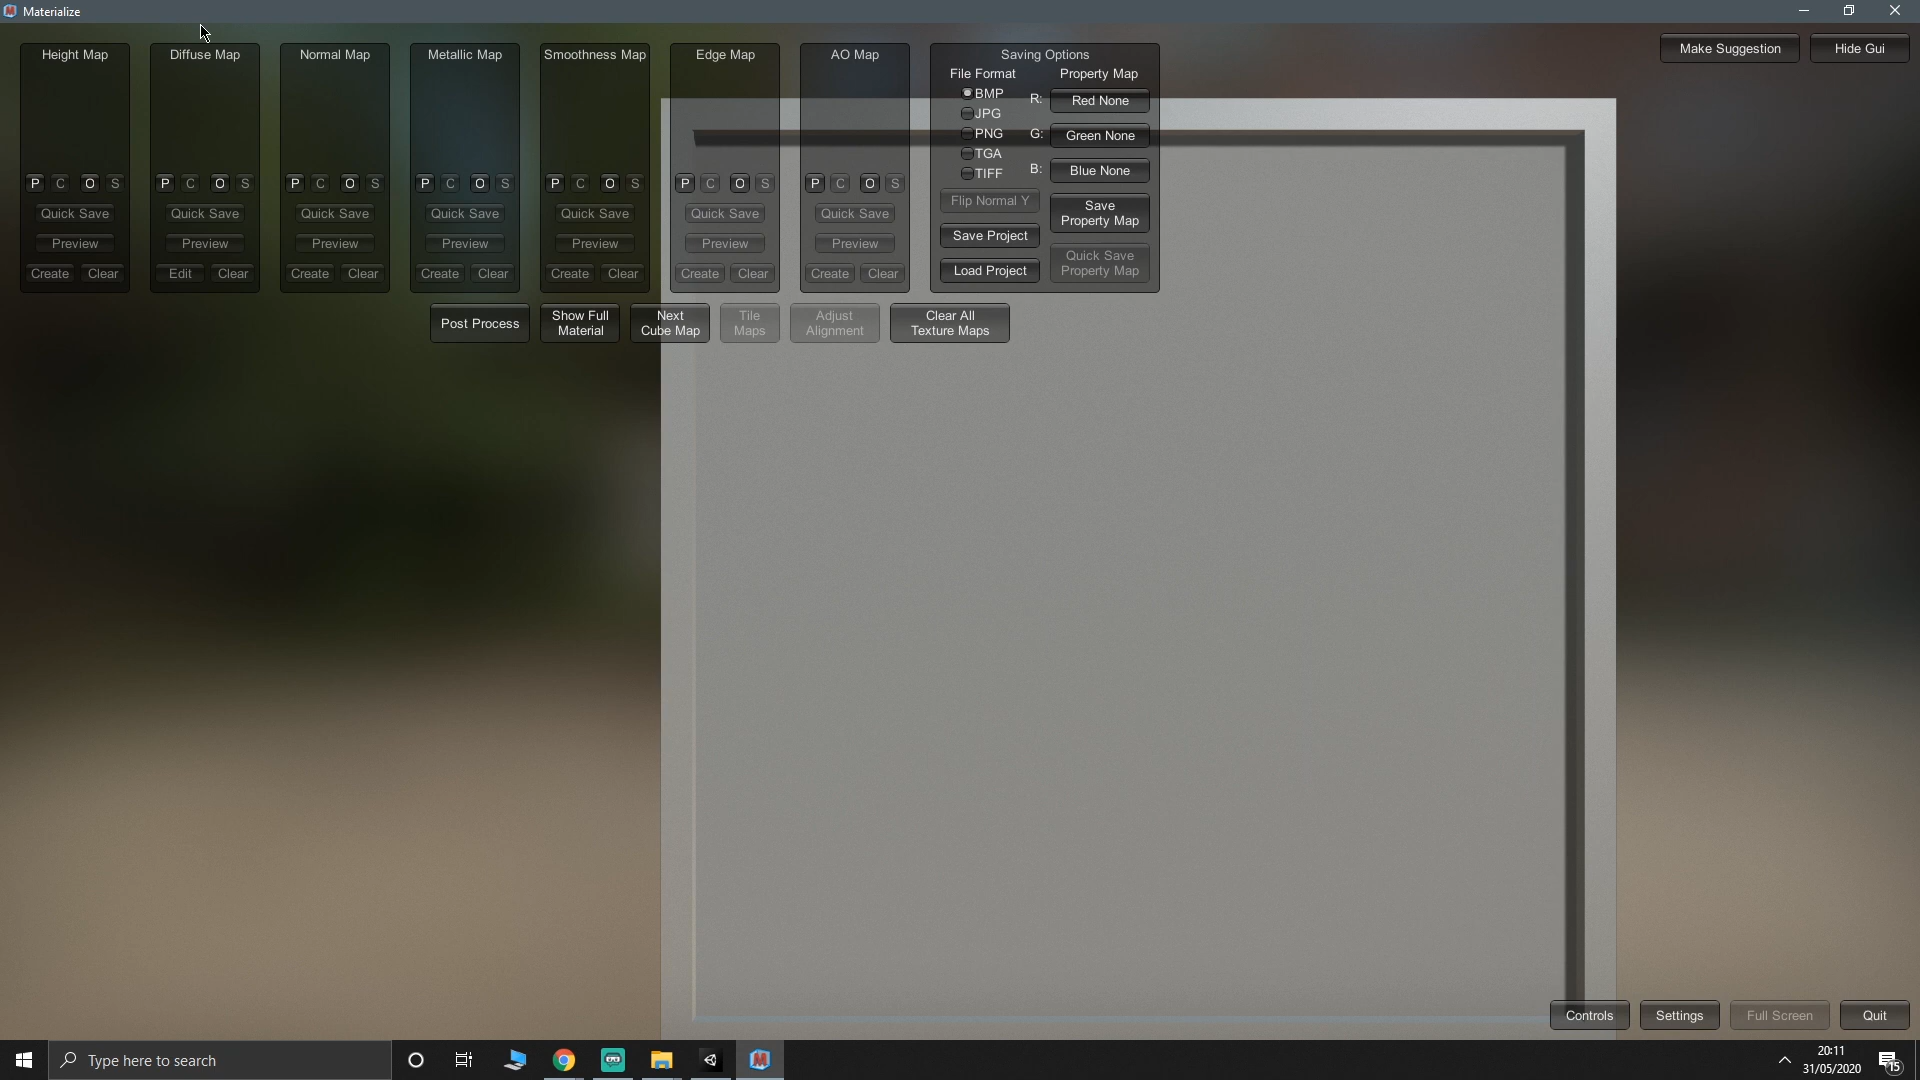 Materialize
Height Map Diffuse Map Normal Map Metallic Map Smoothness Map Edge Map AO Map Saving Options
Make Suggestion Hide Gui
File Format Property Map
BMP R: Red None
JPG
PNG G: Green None
TGA
TIFF B: Blue None
P C O S P C O S P C O S P C O S P C O S P C O S P C O S
Quick Save Quick Save Quick Save Quick Save Quick Save Quick Save Quick Save Flip Normal Y Save
Property Map
Preview Preview Preview Preview Preview Preview Preview Save Project
Create Clear Edit Clear Create Clear Create Clear Create Clear Create Clear Create Clear Load Project Quick Save
Property Map
Post Process
Show Full
Material
Next
Cube Map
Tile
Maps
Adjust
Alignment
Clear All
Texture Maps
Controls Settings Full Screen Quit
Type here to search
20:11
31/05/2020
15